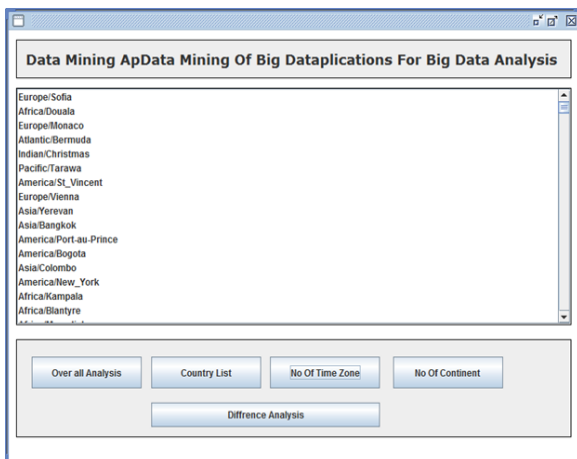 Data Mining ApData Mining Of Big Dataplications For Big Data Analysis
Europe/Sofia
Africa/Douala
Europe/Monaco
Atlantic/Bermuda
Indian/Christmas
Pacific/Tarawa
America/St_Vincent
Europe/Vienna
Asia/Yerevan
Asia/Bangkok
America/Port-au-Prince
America/Bogota
Asia/Colombo
America/New_York
Africa/Kampala
Africa/Blantyre
Over all Analysis
Country List
No Of Time Zone
No Of Continent
Diffrence Analysis